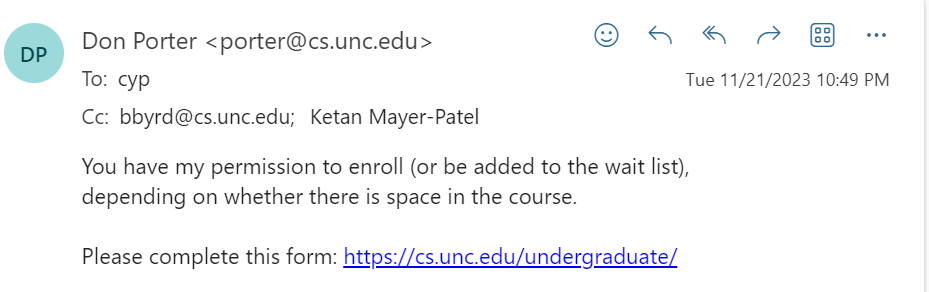 DP
Don Porter <porter@cs.unc.edu>
To: cyp
Tue 11/21/2023 10:49 PM
Cc: bbyrd@cs.unc.edu; Ketan Mayer-Patel
You have my permission to enroll (or be added to the wait list),
depending on whether there is space in the course.
Please complete this form: https://cs.unc.edu/undergraduate/